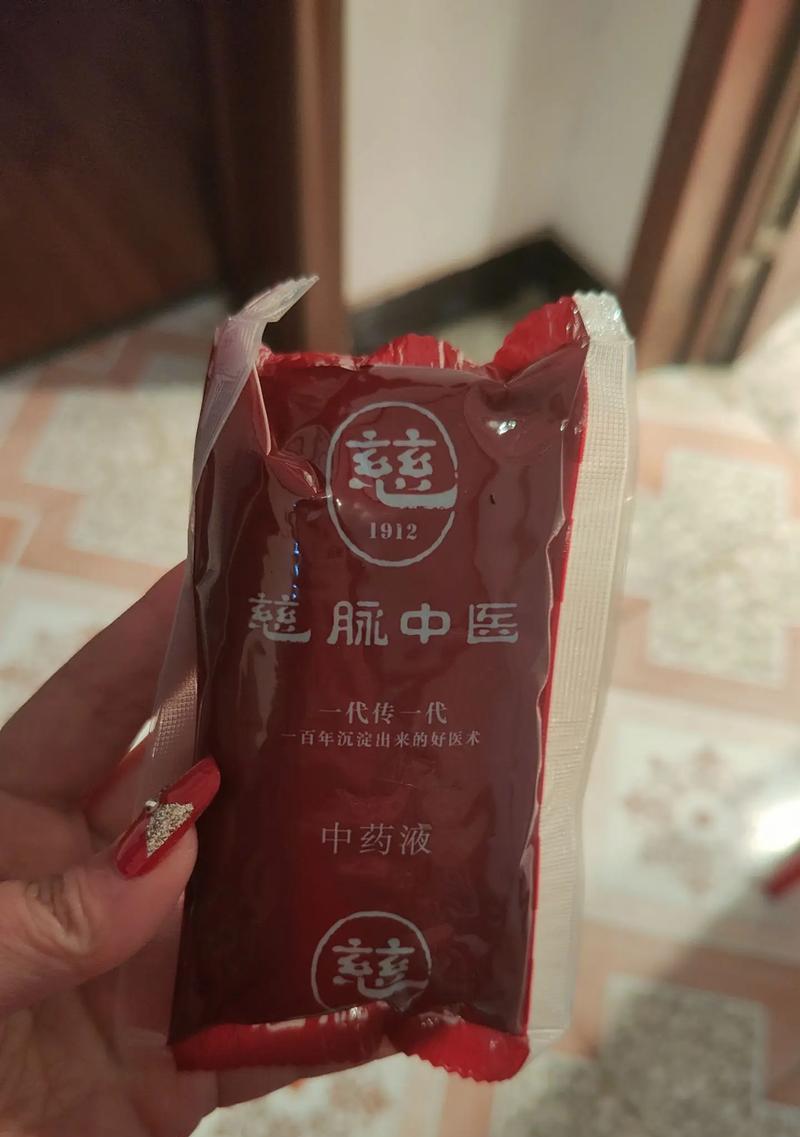 慈
1912
慈脉中医
一代传一代
一百年沉淀出来的好医术
中药液
慈